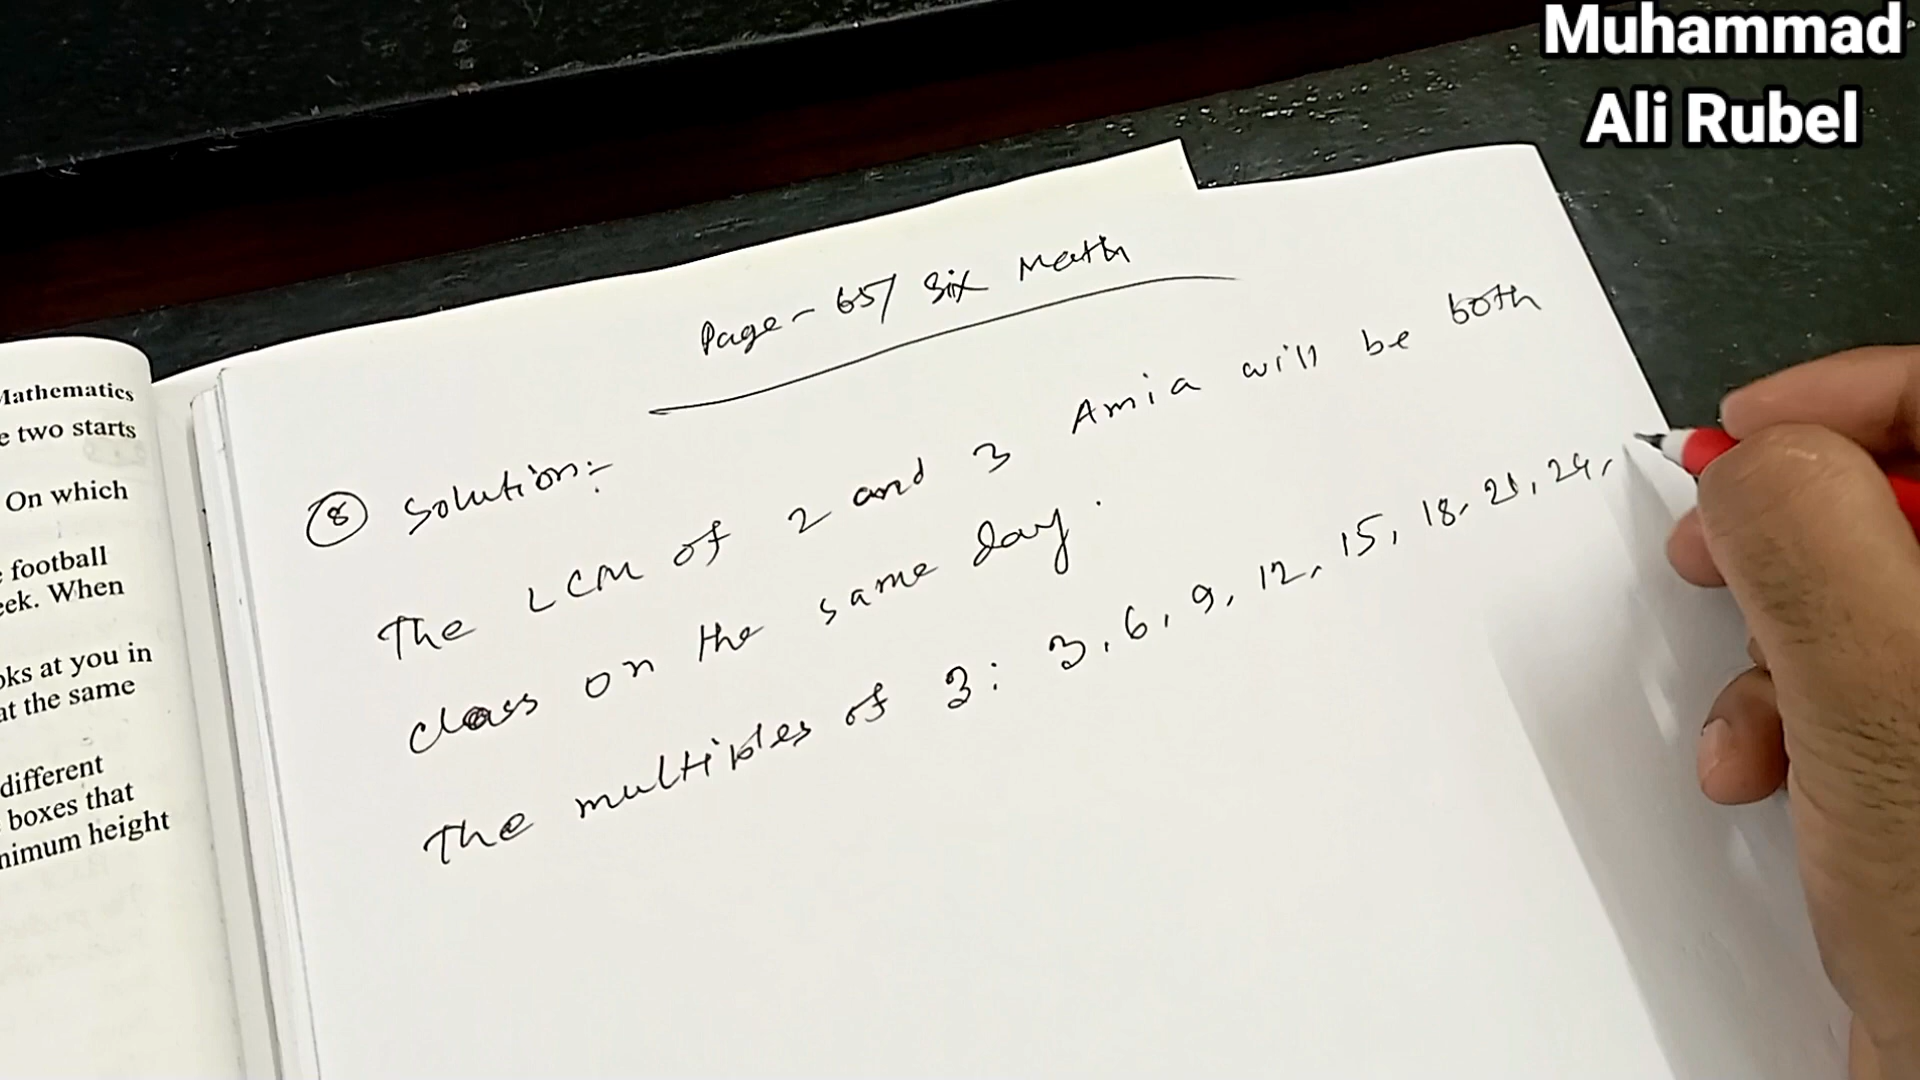 Muhammad
Ali Rubel
Page - 65/ Six Math
8 Solution:-
The LCM of 2 and 3 Amia will be both
class on the same day.
The multiples of 3: 3, 6, 9, 12, 15, 18, 21, 24,
Mathematics
e two starts
On which
football
eek. When
oks at you in
at the same
different
boxes that
nimum height